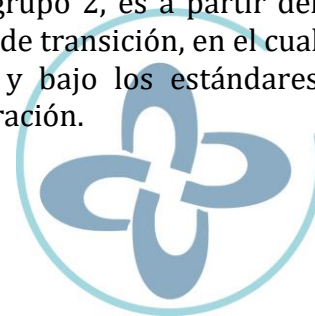 grupo 2, es a partir del
de transición, en el cual
y bajo los estándares
ración.